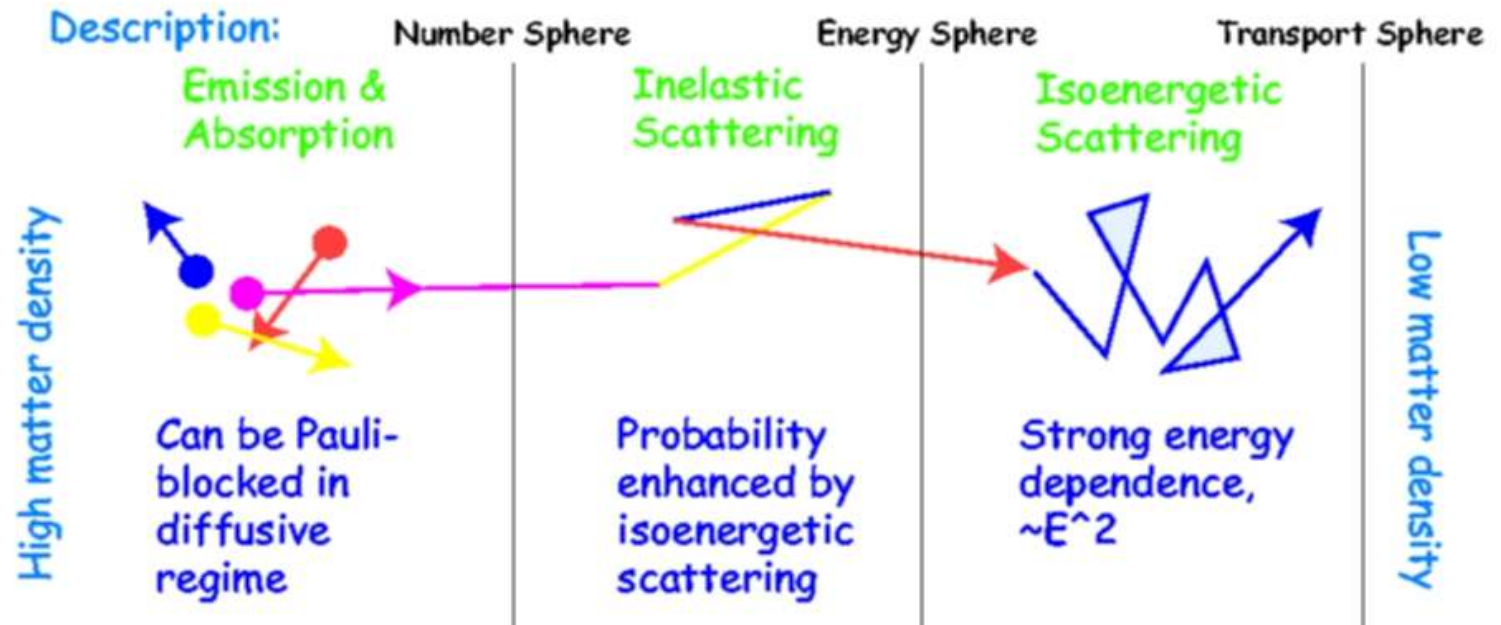 Description:
Number Sphere
Energy Sphere
Transport Sphere
Emission &
Absorption
Inelastic
Scattering
Isoenergetic
Scattering
High matter density
Low matter density
Can be Pauli-
blocked in
diffusive
regime
Probability
enhanced by
isoenergetic
scattering
Strong energy
dependence,
~E^2